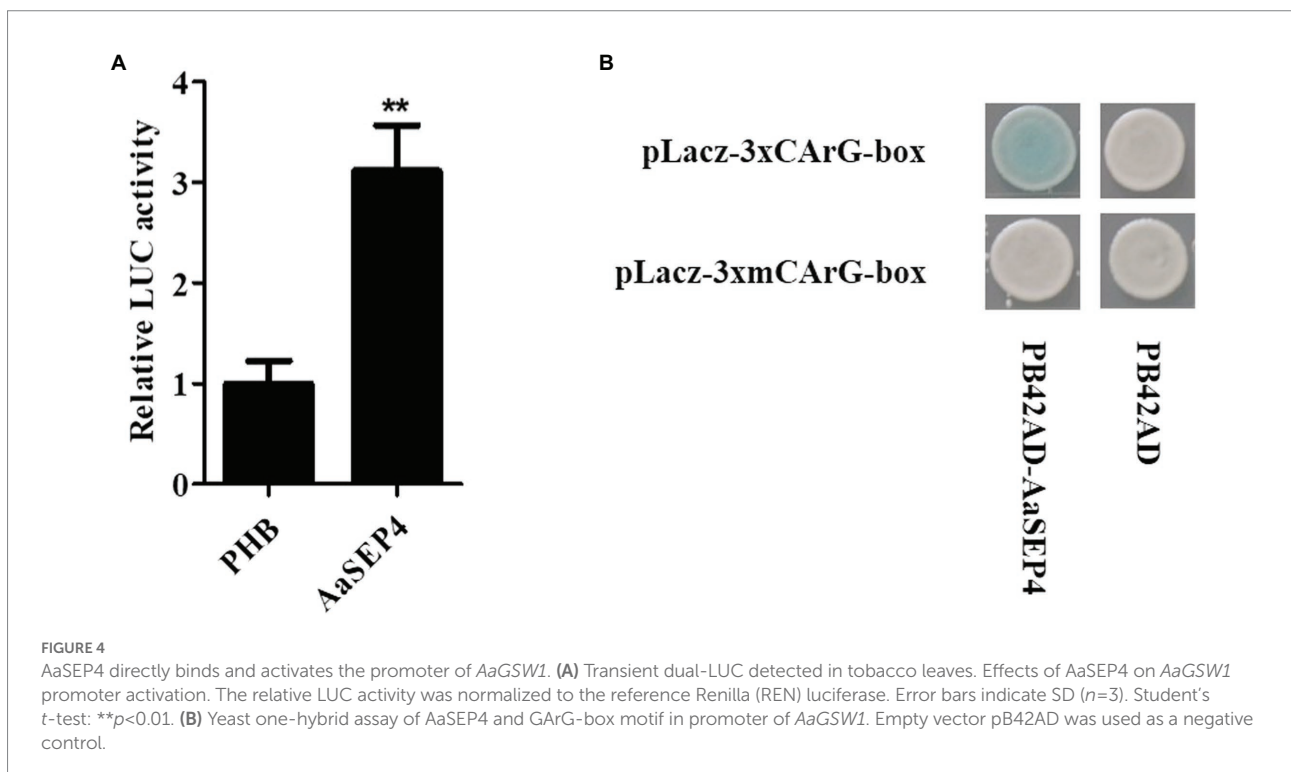 A
B
Relative LUC activity
4
3
2
1
0
**
PHB
AaSEP4
pLacz-3xCArG-box
pLacz-3xmCArG-box
PB42AD-AaSEP4
PB42AD
FIGURE 4
AaSEP4 directly binds and activates the promoter of AaGSW1. (A) Transient dual-LUC detected in tobacco leaves. Effects of AaSEP4 on AaGSW1
promoter activation. The relative LUC activity was normalized to the reference Renilla (REN) luciferase. Error bars indicate SD (n=3). Student’s
t-test: **p<0.01. (B) Yeast one-hybrid assay of AaSEP4 and GArG-box motif in promoter of AaGSW1. Empty vector pB42AD was used as a negative
control.